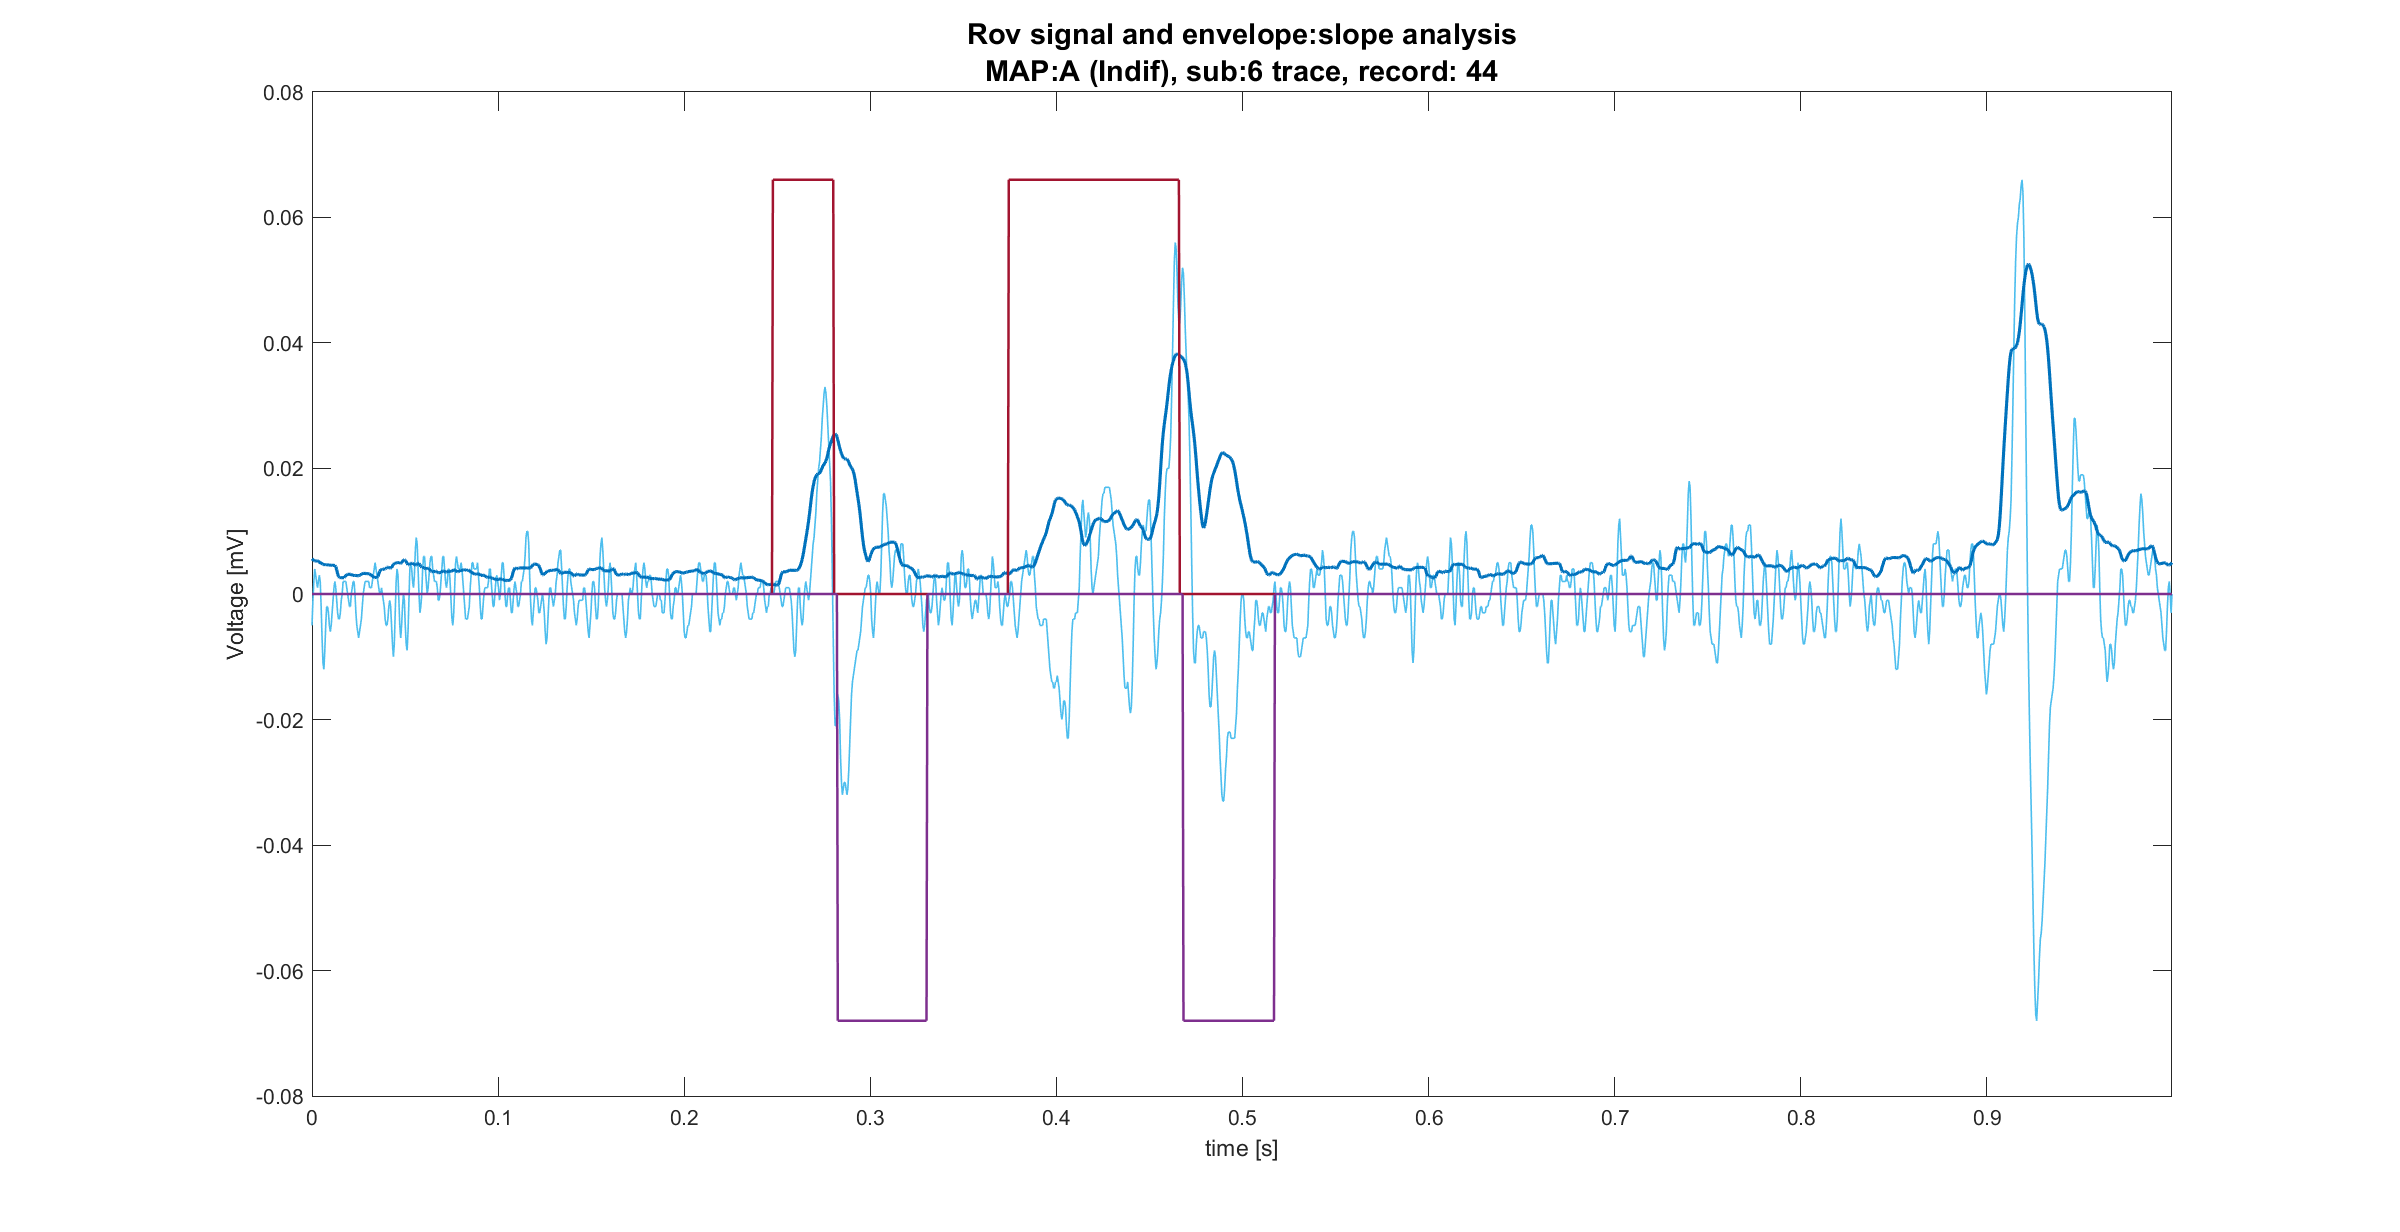 Rov signal and envelope:slope analysis
MAP:A (Indif), sub:6 trace, record: 44
0.08
0.06
0.04
0.02
0
-0.02
-0.04
-0.06
-0.08
Voltage [mV]
0 0.1 0.2 0.3 0.4 0.5 0.6 0.7 0.8 0.9
time [s]